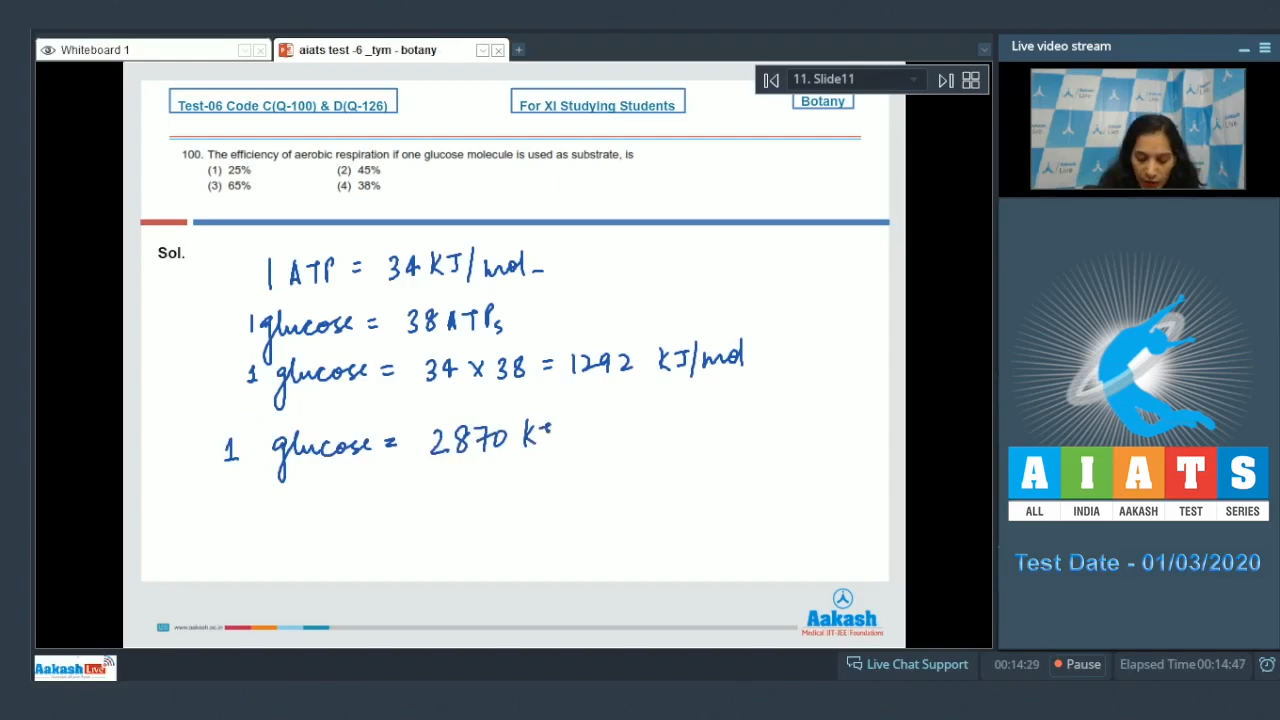 Whiteboard 1
aiats test -6 _tym - botany
Live video stream
11. Slide11
Test-06 Code C(Q-100) & D(Q-126)
For XI Studying Students
Botany
100. The efficiency of aerobic respiration if one glucose molecule is used as substrate, is
(1) 25% (2) 45%
(3) 65% (4) 38%
Sol.
1 ATP = 34 KJ/mol
1 glucose = 38 ATPs
1 glucose = 34 x 38 = 1292 KJ/mol
1 glucose = 2870 K
A I A T S
ALL INDIA AAKASH TEST SERIES
Test Date - 01/03/2020
www.aakash.ac.in
Aakash
Medical|IIT-JEE|Foundations
Aakash Live
Live Chat Support
00:14:29
Pause
Elapsed Time 00:14:47